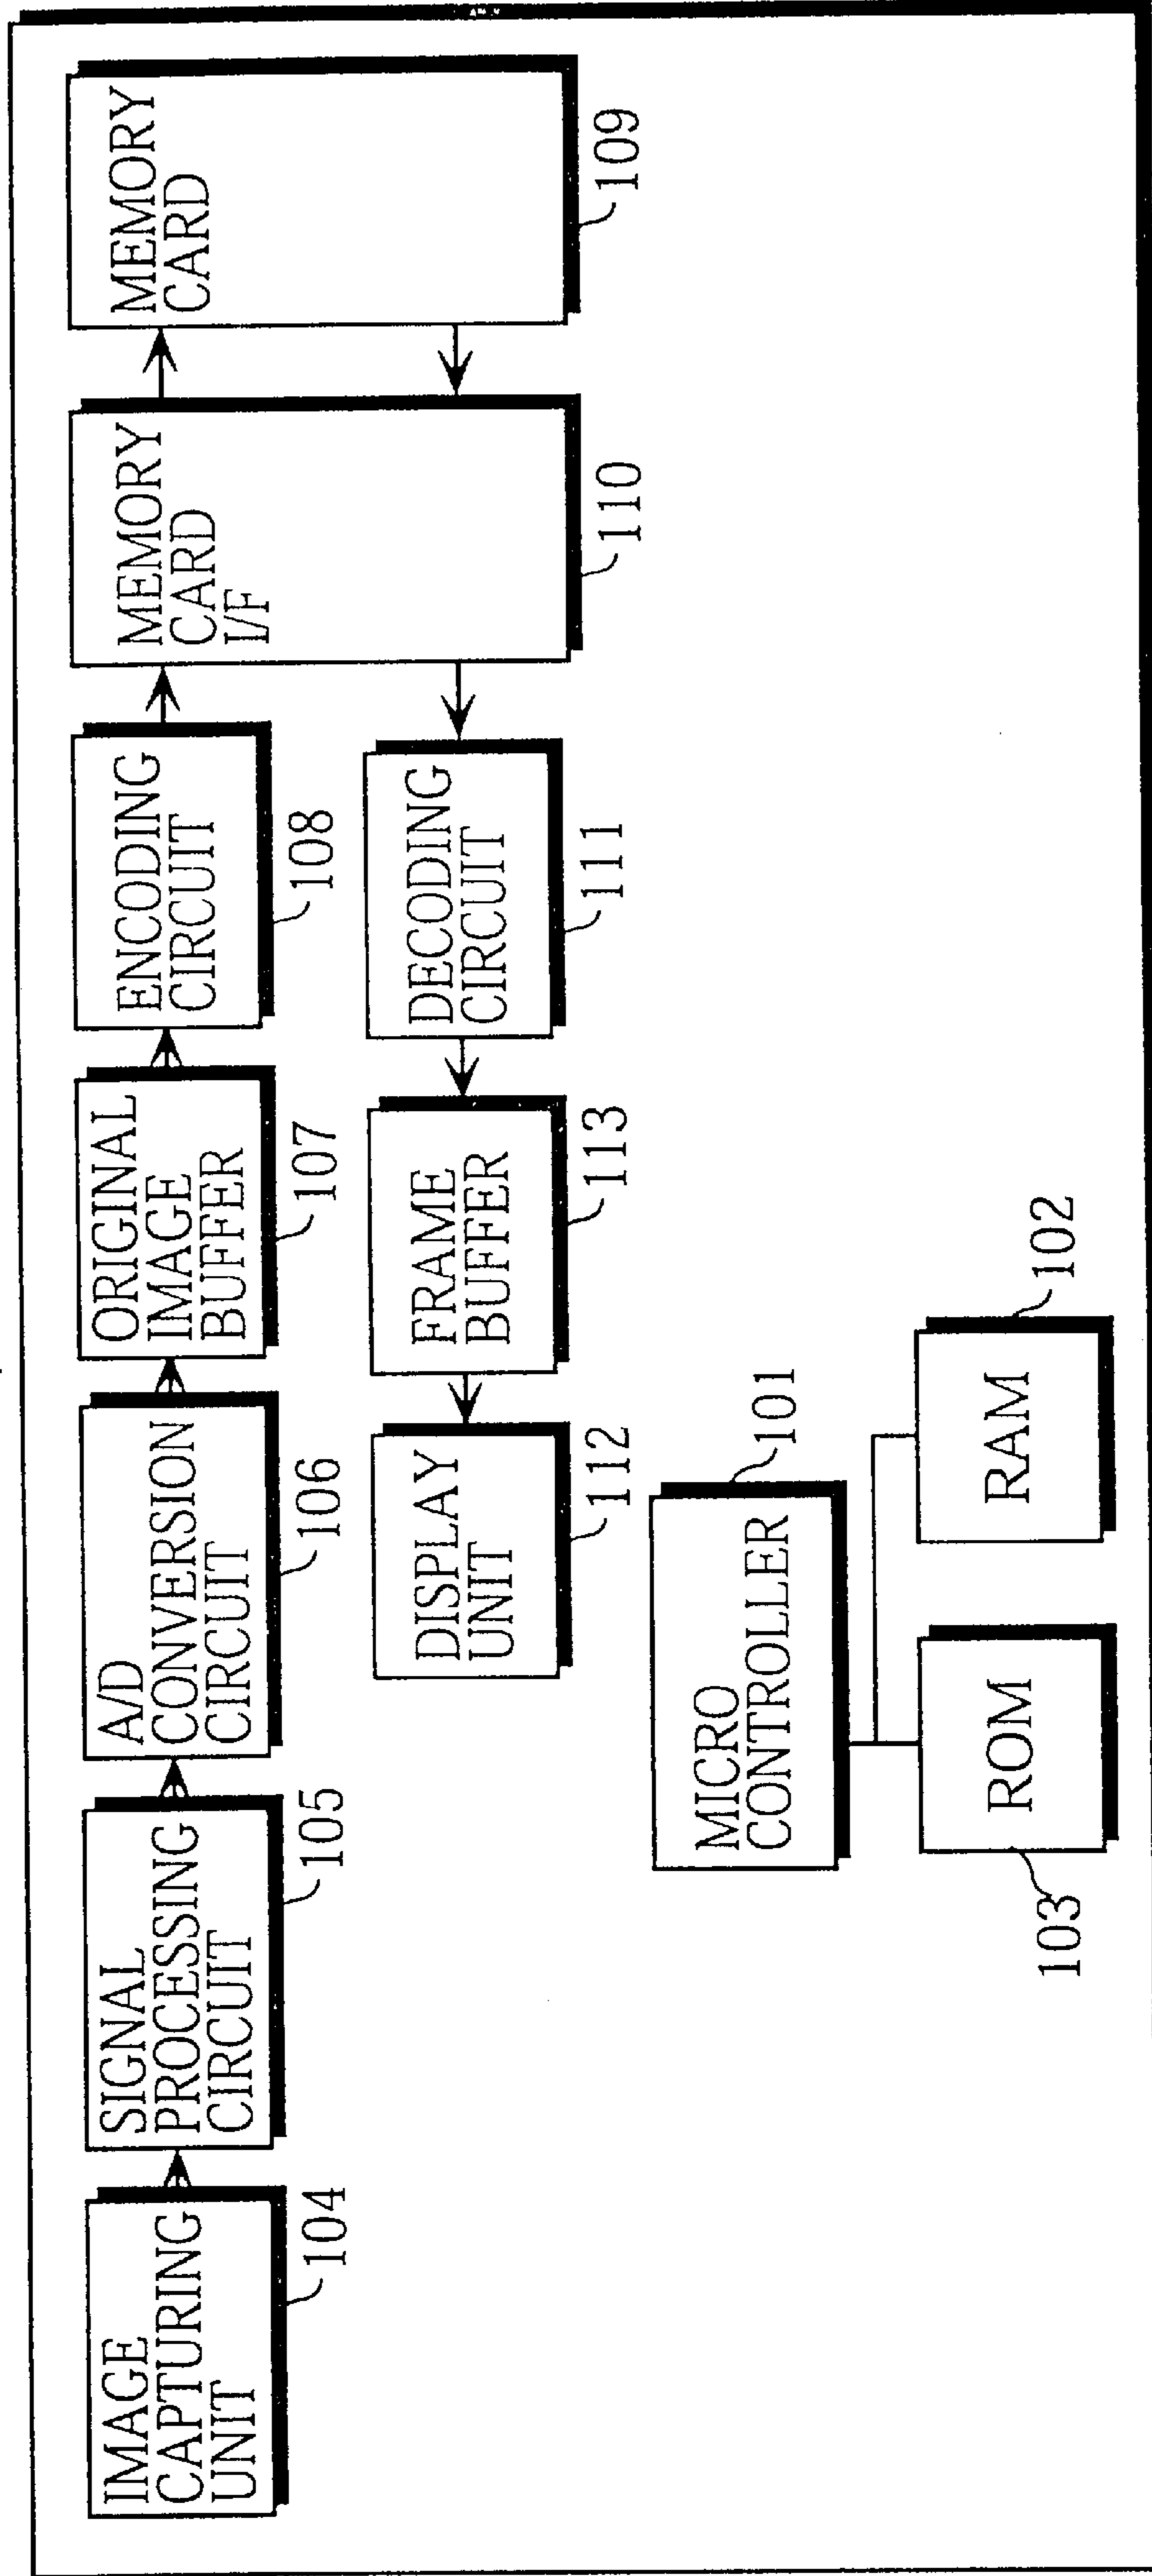 IMAGE
CAPTURING
UNIT
104
SIGNAL
PROCESSING
CIRCUIT
105
A/D
CONVERSION
CIRCUIT
106
ORIGINAL
IMAGE
BUFFER
107
ENCODING
CIRCUIT
108
MEMORY
CARD
I/F
110
MEMORY
CARD
109
DISPLAY
UNIT
112
FRAME
BUFFER
113
DECODING
CIRCUIT
111
MICRO
CONTROLLER
101
ROM
103
RAM
102